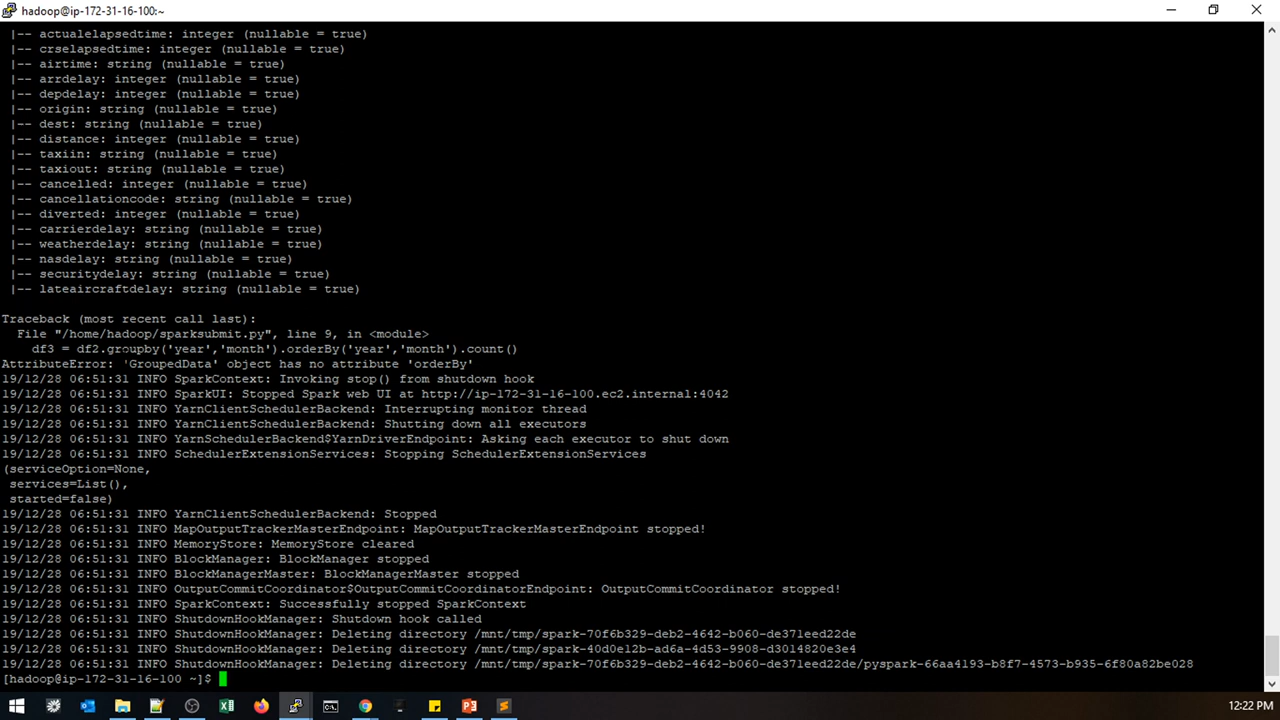 hadoop@ip-172-31-16-100:~
|-- actualelapsedtime: integer (nullable = true)
|-- crselapsedtime: integer (nullable = true)
|-- airtime: string (nullable = true)
|-- arrdelay: integer (nullable = true)
|-- depdelay: integer (nullable = true)
|-- origin: string (nullable = true)
|-- dest: string (nullable = true)
|-- distance: integer (nullable = true)
|-- taxiin: string (nullable = true)
|-- taxiout: string (nullable = true)
|-- cancelled: integer (nullable = true)
|-- cancellationcode: string (nullable = true)
|-- diverted: integer (nullable = true)
|-- carrierdelay: string (nullable = true)
|-- weatherdelay: string (nullable = true)
|-- nasdelay: string (nullable = true)
|-- securitydelay: string (nullable = true)
|-- lateaircraftdelay: string (nullable = true)
Traceback (most recent call last):
File "/home/hadoop/sparksubmit.py", line 9, in <module>
df3 = df2.groupby('year','month').orderBy('year','month').count()
AttributeError: 'GroupedData' object has no attribute 'orderBy'
19/12/28 06:51:31 INFO SparkContext: Invoking stop() from shutdown hook
19/12/28 06:51:31 INFO SparkUI: Stopped Spark web UI at http://ip-172-31-16-100.ec2.internal:4042
19/12/28 06:51:31 INFO YarnClientSchedulerBackend: Interrupting monitor thread
19/12/28 06:51:31 INFO YarnClientSchedulerBackend: Shutting down all executors
19/12/28 06:51:31 INFO YarnSchedulerBackend$YarnDriverEndpoint: Asking each executor to shut down
19/12/28 06:51:31 INFO SchedulerExtensionServices: Stopping SchedulerExtensionServices
(serviceOption=None,
services=List(),
started=false)
19/12/28 06:51:31 INFO YarnClientSchedulerBackend: Stopped
19/12/28 06:51:31 INFO MapOutputTrackerMasterEndpoint: MapOutputTrackerMasterEndpoint stopped!
19/12/28 06:51:31 INFO MemoryStore: MemoryStore cleared
19/12/28 06:51:31 INFO BlockManager: BlockManager stopped
19/12/28 06:51:31 INFO BlockManagerMaster: BlockManagerMaster stopped
19/12/28 06:51:31 INFO OutputCommitCoordinator$OutputCommitCoordinatorEndpoint: OutputCommitCoordinator stopped!
19/12/28 06:51:31 INFO SparkContext: Successfully stopped SparkContext
19/12/28 06:51:31 INFO ShutdownHookManager: Shutdown hook called
19/12/28 06:51:31 INFO ShutdownHookManager: Deleting directory /mnt/tmp/spark-70f6b329-deb2-4642-b060-de371eed22de
19/12/28 06:51:31 INFO ShutdownHookManager: Deleting directory /mnt/tmp/spark-40d0e12b-ad6a-4d53-9908-d3014820e3e4
19/12/28 06:51:31 INFO ShutdownHookManager: Deleting directory /mnt/tmp/spark-70f6b329-deb2-4642-b060-de371eed22de/pyspark-66aa4193-b8f7-4573-b935-6f80a82be028
[hadoop@ip-172-31-16-100 ~]$
12:22 PM